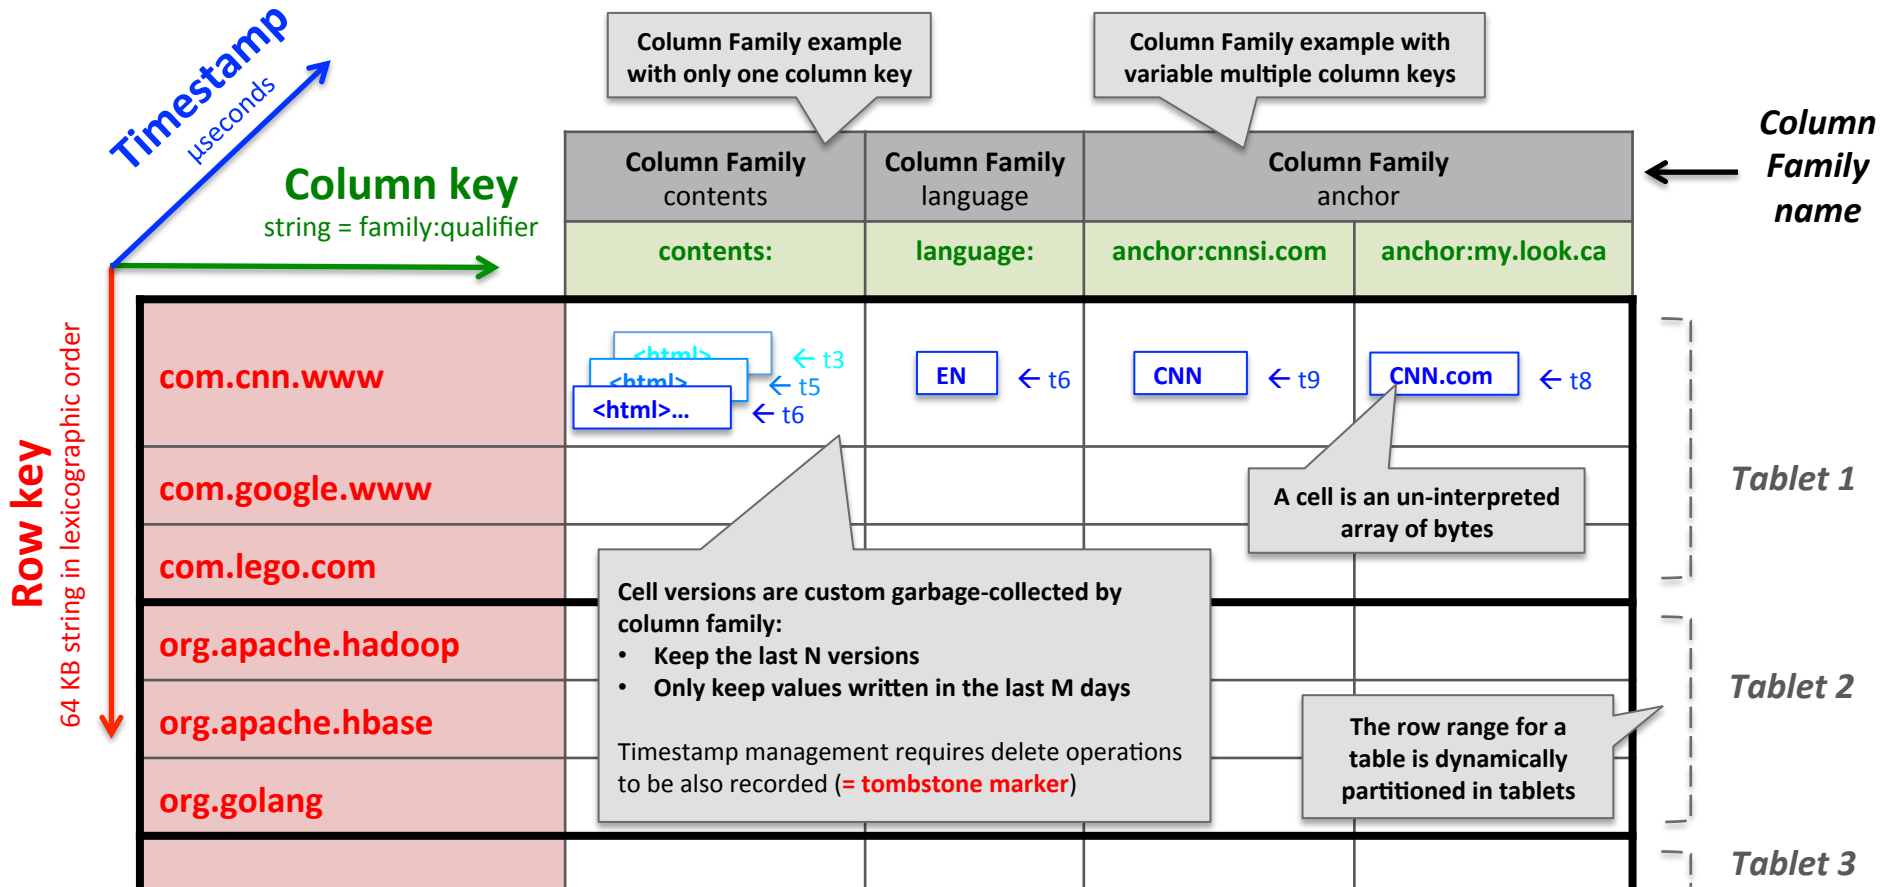 Column Family example
with only one column key
Column Family example with
variable multiple column keys
Timestamp
µseconds
Column key
string = family:qualifier
Column Family
contents
Column Family
language
Column Family
anchor
Column
Family
name
contents:
language:
anchor:cnnsi.com
anchor:my.look.ca
Row key
64 KB string in lexicographic order
com.cnn.www
<html>
← t3
<html>
← t5
<html>...
← t6
EN
← t6
CNN
← t9
CNN.com
← t8
com.google.www
A cell is an un-interpreted
array of bytes
Tablet 1
com.lego.com
Cell versions are custom garbage-collected by
column family:
• Keep the last N versions
• Only keep values written in the last M days
Timestamp management requires delete operations
to be also recorded (= tombstone marker)
org.apache.hadoop
org.apache.hbase
org.golang
Tablet 2
The row range for a
table is dynamically
partitioned in tablets
Tablet 3